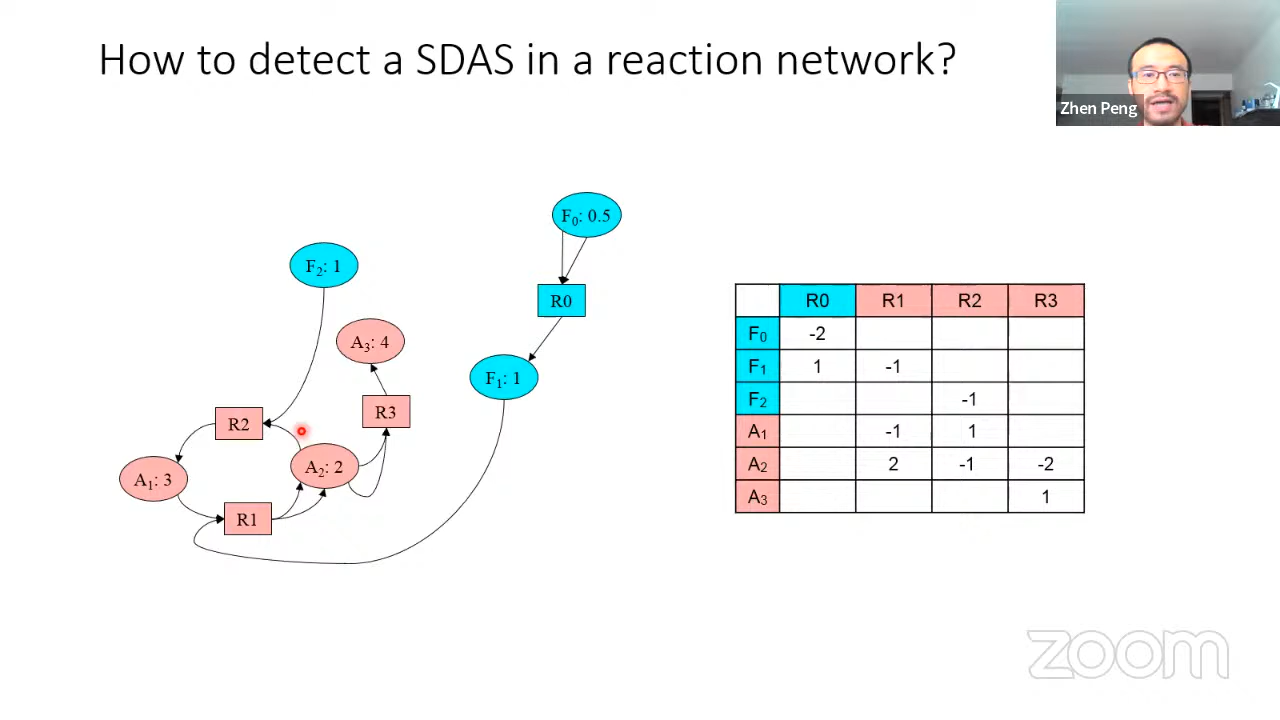 How to detect a SDAS in a reaction network?
Zhen Peng
F₀: 0.5
F₂: 1
R0
A₃: 4
F₁: 1
R3
R2
A₂: 2
A₁: 3
R1
R0 R1 R2 R3
F₀ -2
F₁ 1 -1
F₂ -1
A₁ -1 1
A₂ 2 -1 -2
A₃ 1
zoom